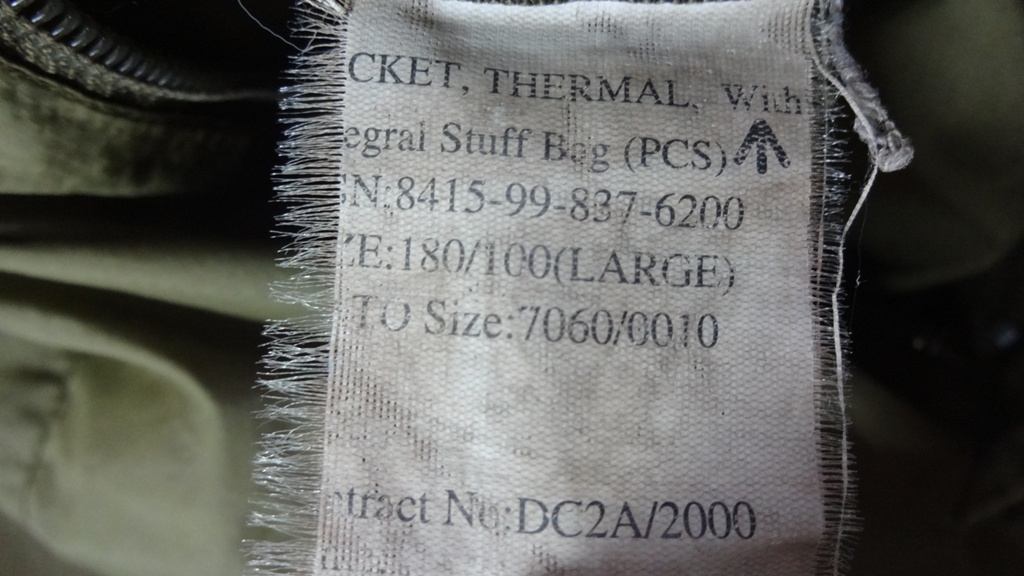 CKET, THERMAL, With
egral Stuff Bag (PCS)
SN:8415-99-837-6200
ZE:180/100(LARGE)
TO Size:7060/0010
ntract No:DC2A/2000